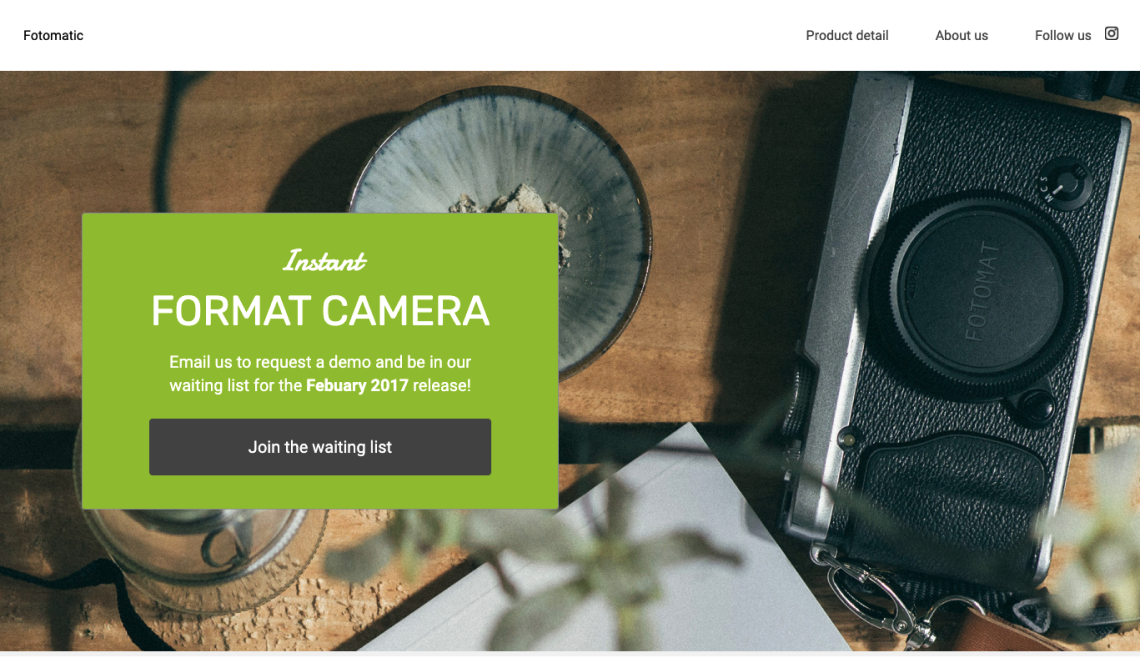 Fotomatic
Product detail About us Follow us
Instant
FORMAT CAMERA
Email us to request a demo and be in our
waiting list for the Febuary 2017 release!
Join the waiting list
FOTOMAT
M C S